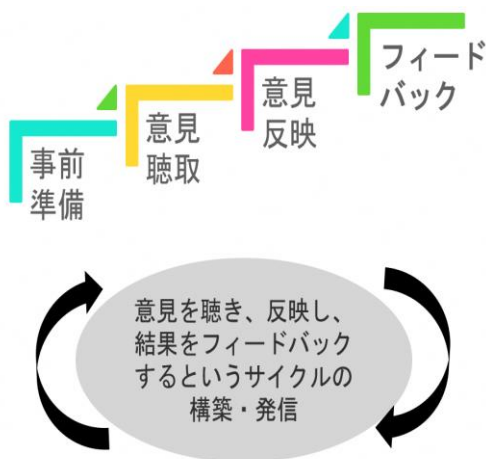 事前
準備
意見
聴取
意見
反映
フィード
バック
意見を聴き、反映し、
結果をフィードバック
するというサイクルの
構築・発信